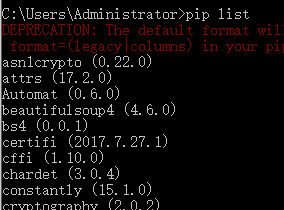 C:\Users\Administrator>pip list
DEPRECATION: The default format wil
format=(legacy|columns) in your pip
asn1crypto (0.22.0)
attrs (17.2.0)
Automat (0.6.0)
beautifulsoup4 (4.6.0)
bs4 (0.0.1)
certifi (2017.7.27.1)
cffi (1.10.0)
chardet (3.0.4)
constantly (15.1.0)
cryptography (2.0.2)